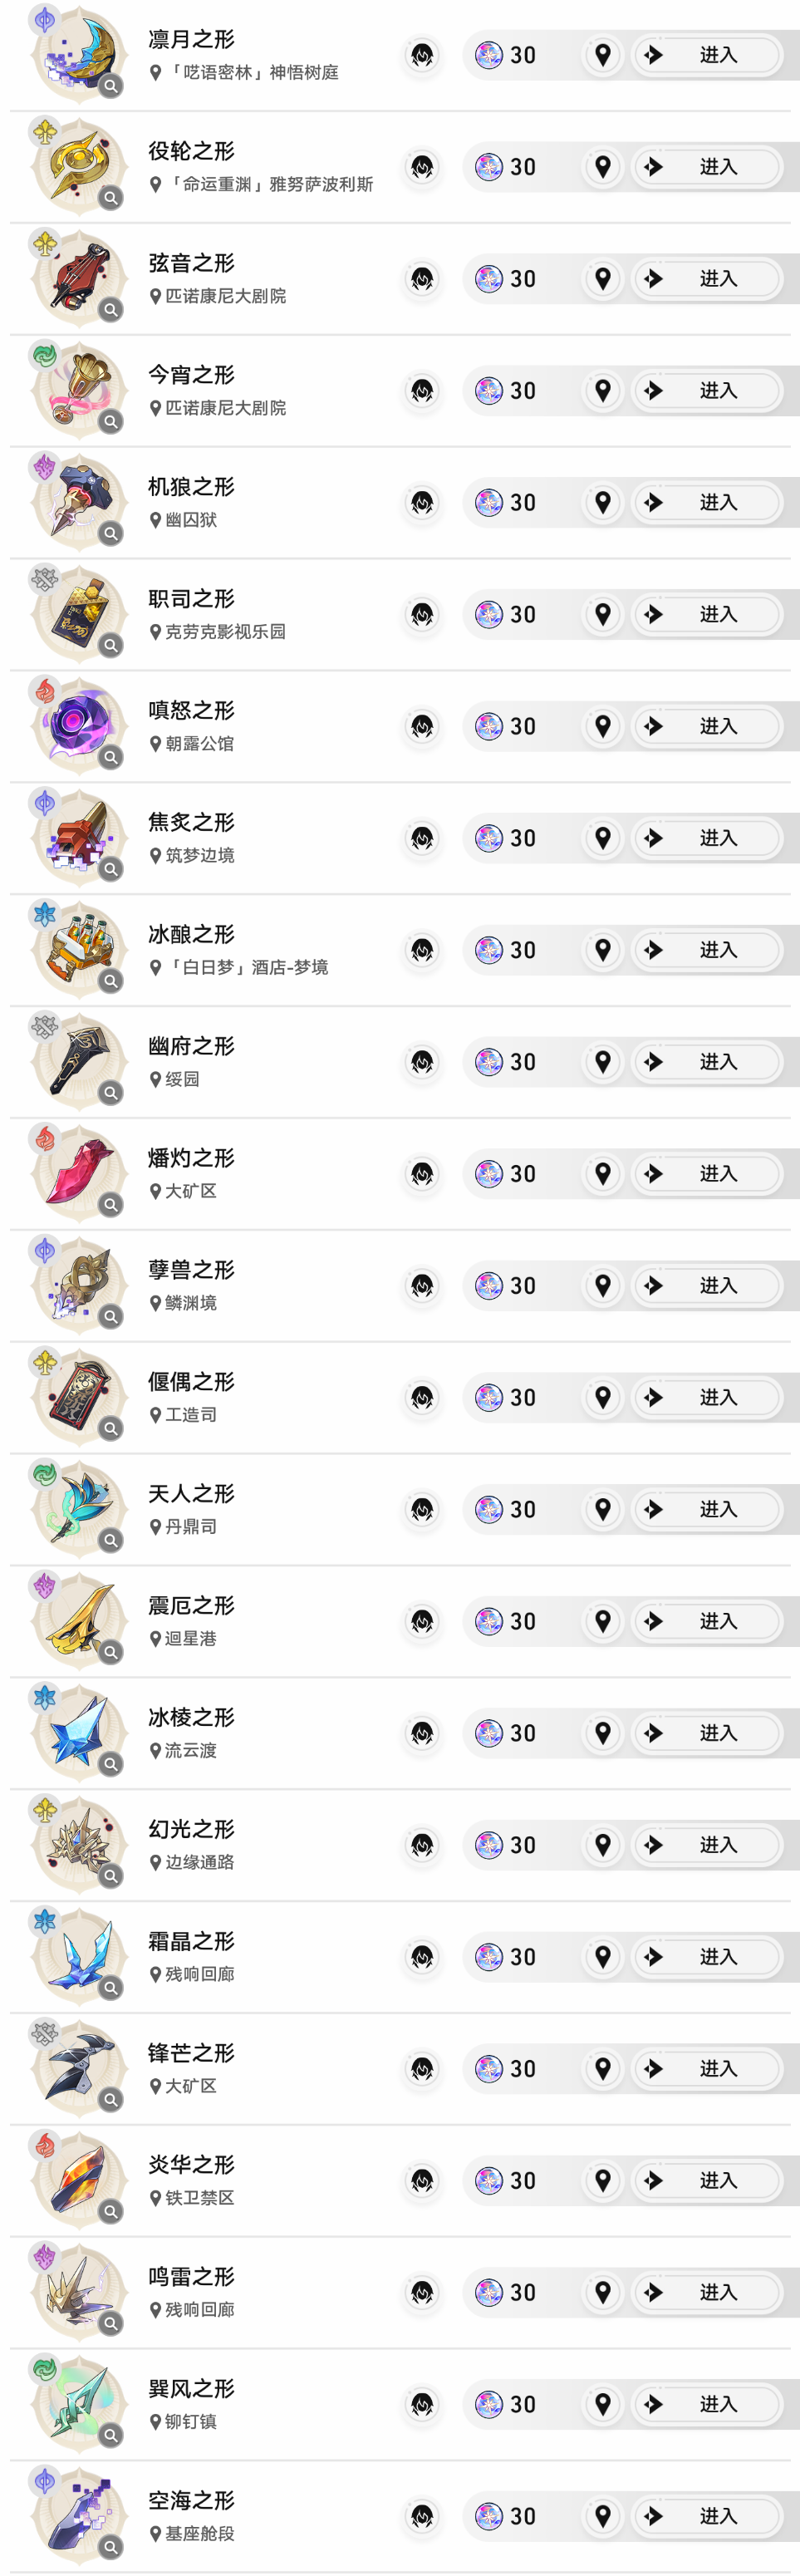 凛月之形
「呓语密林」神悟树庭
30
进入
役轮之形
「命运重渊」雅努萨波利斯
30
进入
弦音之形
匹诺康尼大剧院
30
进入
今宵之形
匹诺康尼大剧院
30
进入
机狼之形
幽囚狱
30
进入
职司之形
克劳克影视乐园
30
进入
嗔怒之形
朝露公馆
30
进入
焦炙之形
筑梦边境
30
进入
冰酿之形
「白日梦」酒店-梦境
30
进入
幽府之形
绥园
30
进入
燔灼之形
大矿区
30
进入
孽兽之形
鳞渊境
30
进入
偃偶之形
工造司
30
进入
天人之形
丹鼎司
30
进入
震厄之形
迴星港
30
进入
冰棱之形
流云渡
30
进入
幻光之形
边缘通路
30
进入
霜晶之形
残响回廊
30
进入
锋芒之形
大矿区
30
进入
炎华之形
铁卫禁区
30
进入
鸣雷之形
残响回廊
30
进入
巽风之形
铆钉镇
30
进入
空海之形
基座舱段
30
进入